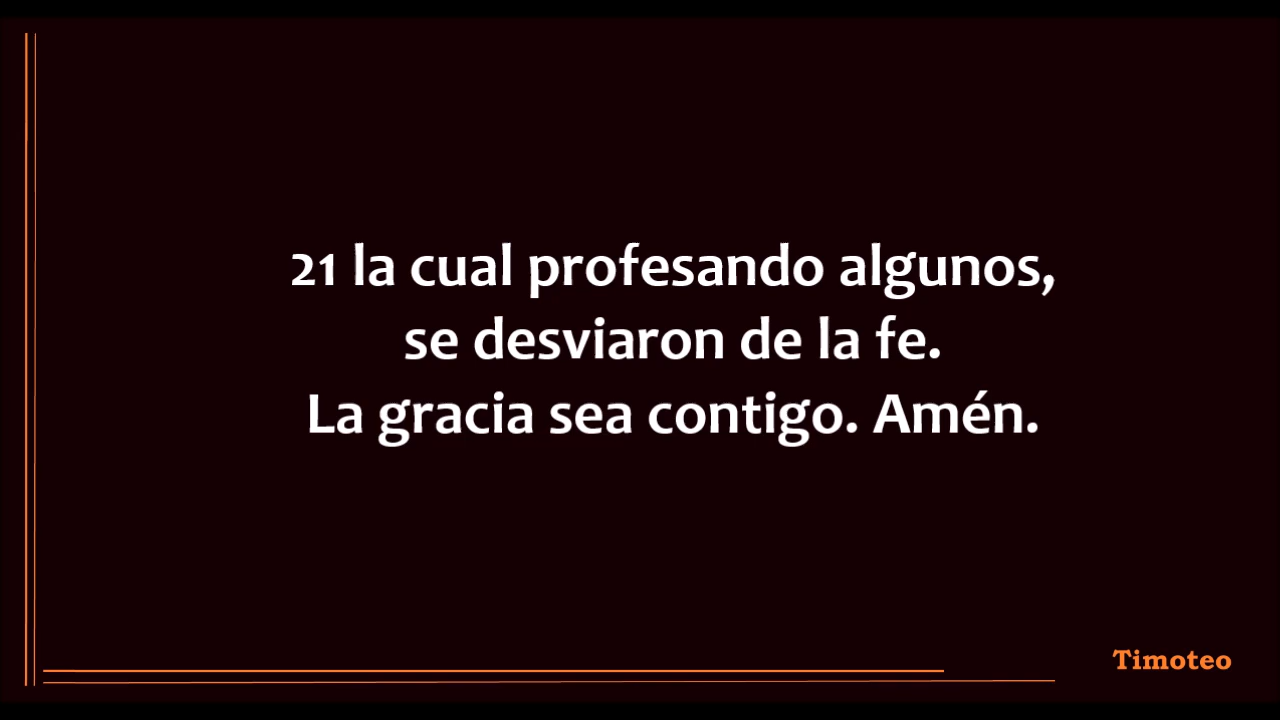 21 la cual profesando algunos,
se desviaron de la fe.
La gracia sea contigo. Amén.
Timoteo